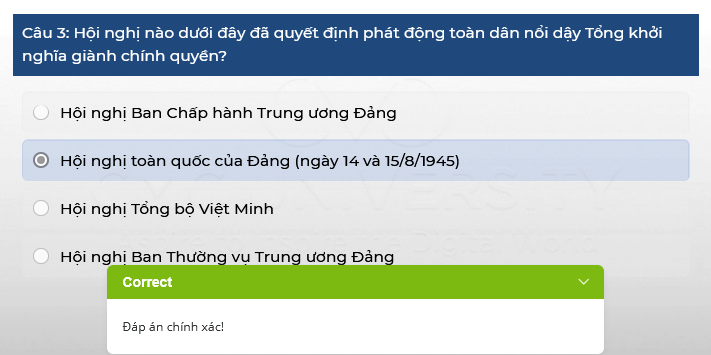 Câu 3: Hội nghị nào dưới đây đã quyết định phát động toàn dân nổi dậy Tổng khởi
nghĩa giành chính quyền?
Hội nghị Ban Chấp hành Trung ương Đảng
Hội nghị toàn quốc của Đảng (ngày 14 và 15/8/1945)
Hội nghị Tổng bộ Việt Minh
Hội nghị Ban Thường vụ Trung ương Đảng
Correct
Đáp án chính xác!